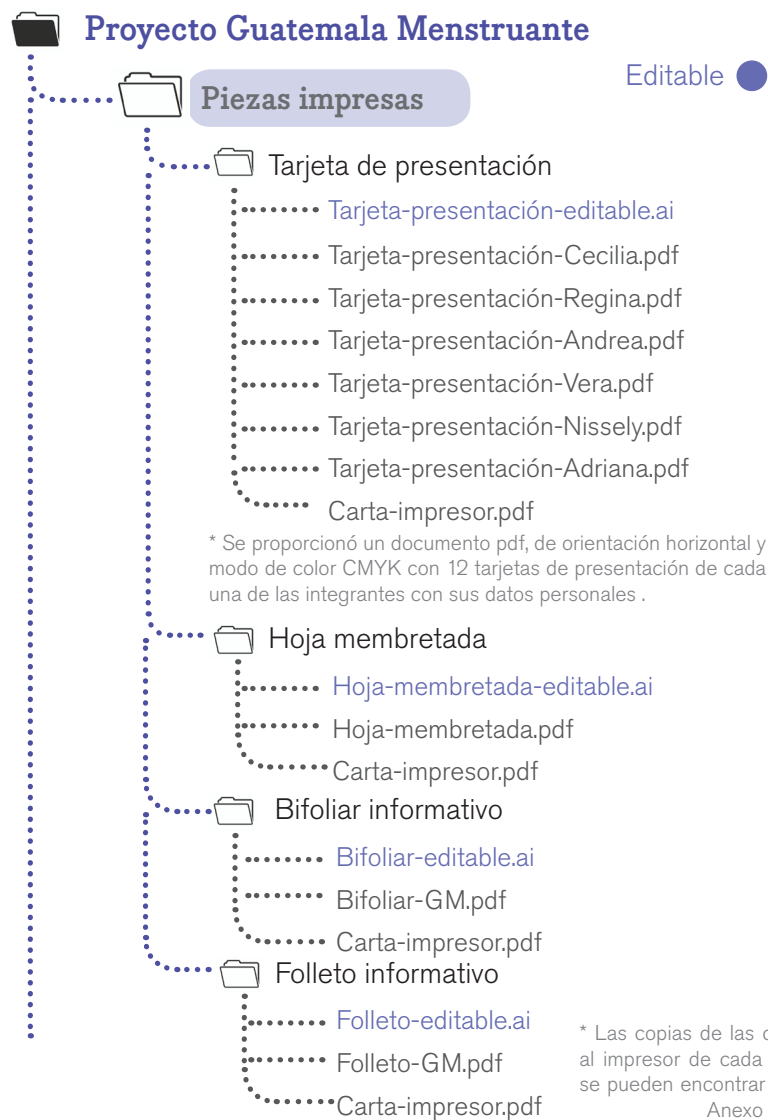 Proyecto Guatemala Menstruante
Editable
Piezas impresas
Tarjeta de presentación
Tarjeta-presentación-editable.ai
Tarjeta-presentación-Cecilia.pdf
Tarjeta-presentación-Regina.pdf
Tarjeta-presentación-Andrea.pdf
Tarjeta-presentación-Vera.pdf
Tarjeta-presentación-Nissely.pdf
Tarjeta-presentación-Adriana.pdf
Carta-impresor.pdf
* Se proporcionó un documento pdf, de orientación horizontal y
modo de color CMYK con 12 tarjetas de presentación de cada
una de las integrantes con sus datos personales .
Hoja membretada
Hoja-membretada-editable.ai
Hoja-membretada.pdf
Carta-impresor.pdf
Bifoliar informativo
Bifoliar-editable.ai
Bifoliar-GM.pdf
Carta-impresor.pdf
Folleto informativo
Folleto-editable.ai
Folleto-GM.pdf
Carta-impresor.pdf
* Las copias de las
al impresor de cada
se pueden encontrar
Anexo